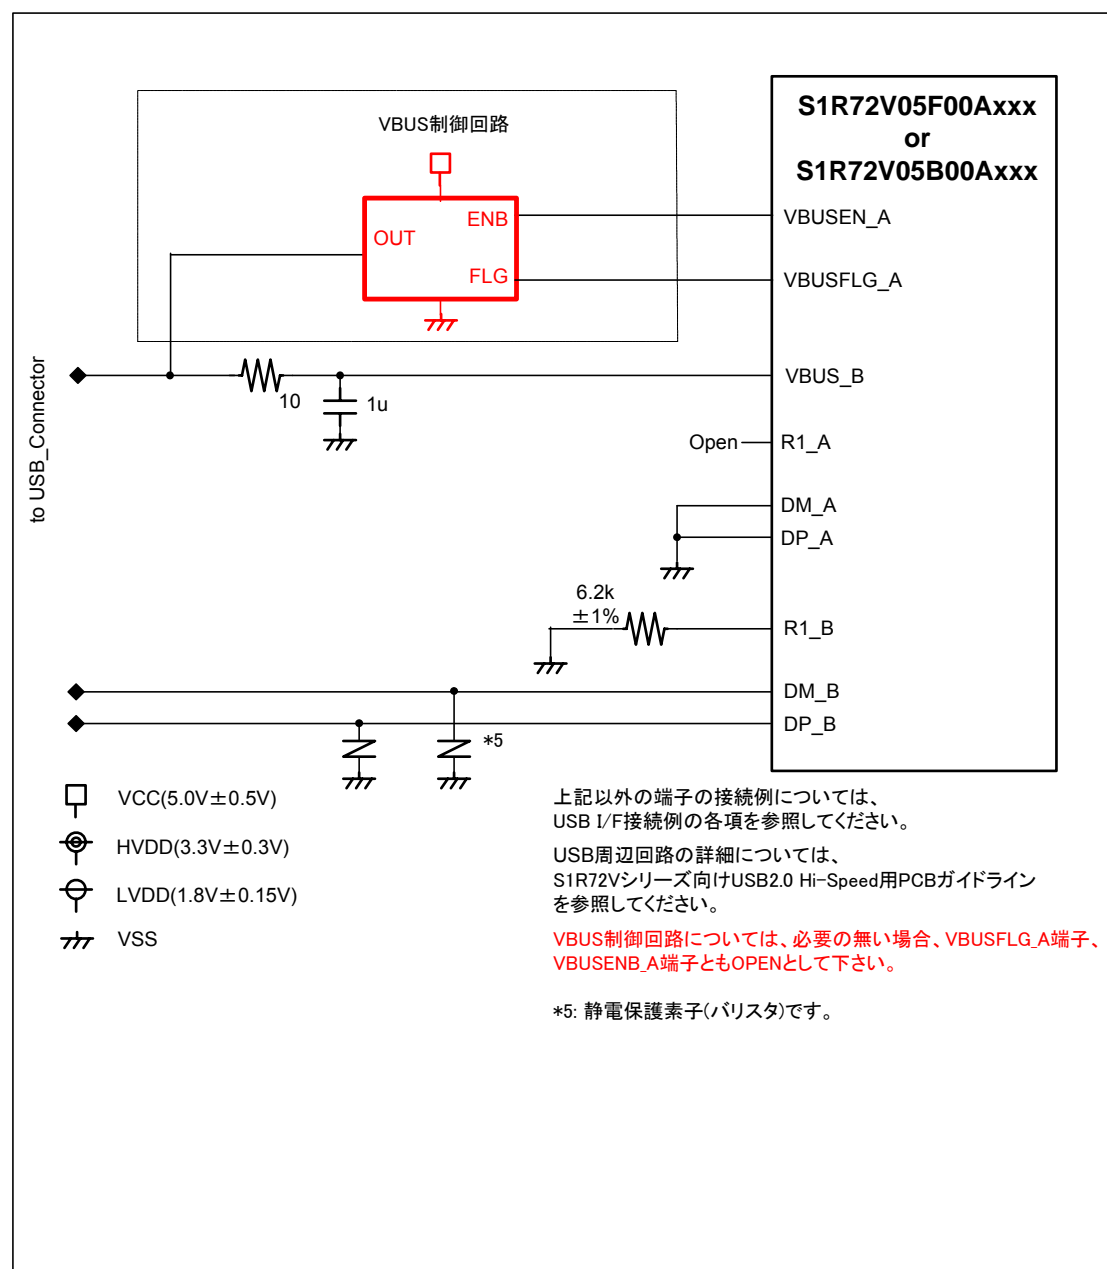 S1R72V05F00Axxx
or
S1R72V05B00Axxx
VBUS制御回路
OUT
ENB
FLG
VBUSEN_A
VBUSFLG_A
to USB_Connector
10
1u
VBUS_B
Open
R1_A
DM_A
DP_A
6.2k
±1%
R1_B
DM_B
DP_B
*5
VCC(5.0V±0.5V)
HVDD(3.3V±0.3V)
LVDD(1.8V±0.15V)
VSS
上記以外の端子の接続例については、
USB I/F接続例の各項を参照してください。
USB周辺回路の詳細については、
S1R72Vシリーズ向けUSB2.0 Hi-Speed用PCBガイドライン
を参照してください。
VBUS制御回路については、必要の無い場合、VBUSFLG_A端子、
VBUSENB_A端子ともOPENとして下さい。
*5: 静電保護素子(バリスタ)です。